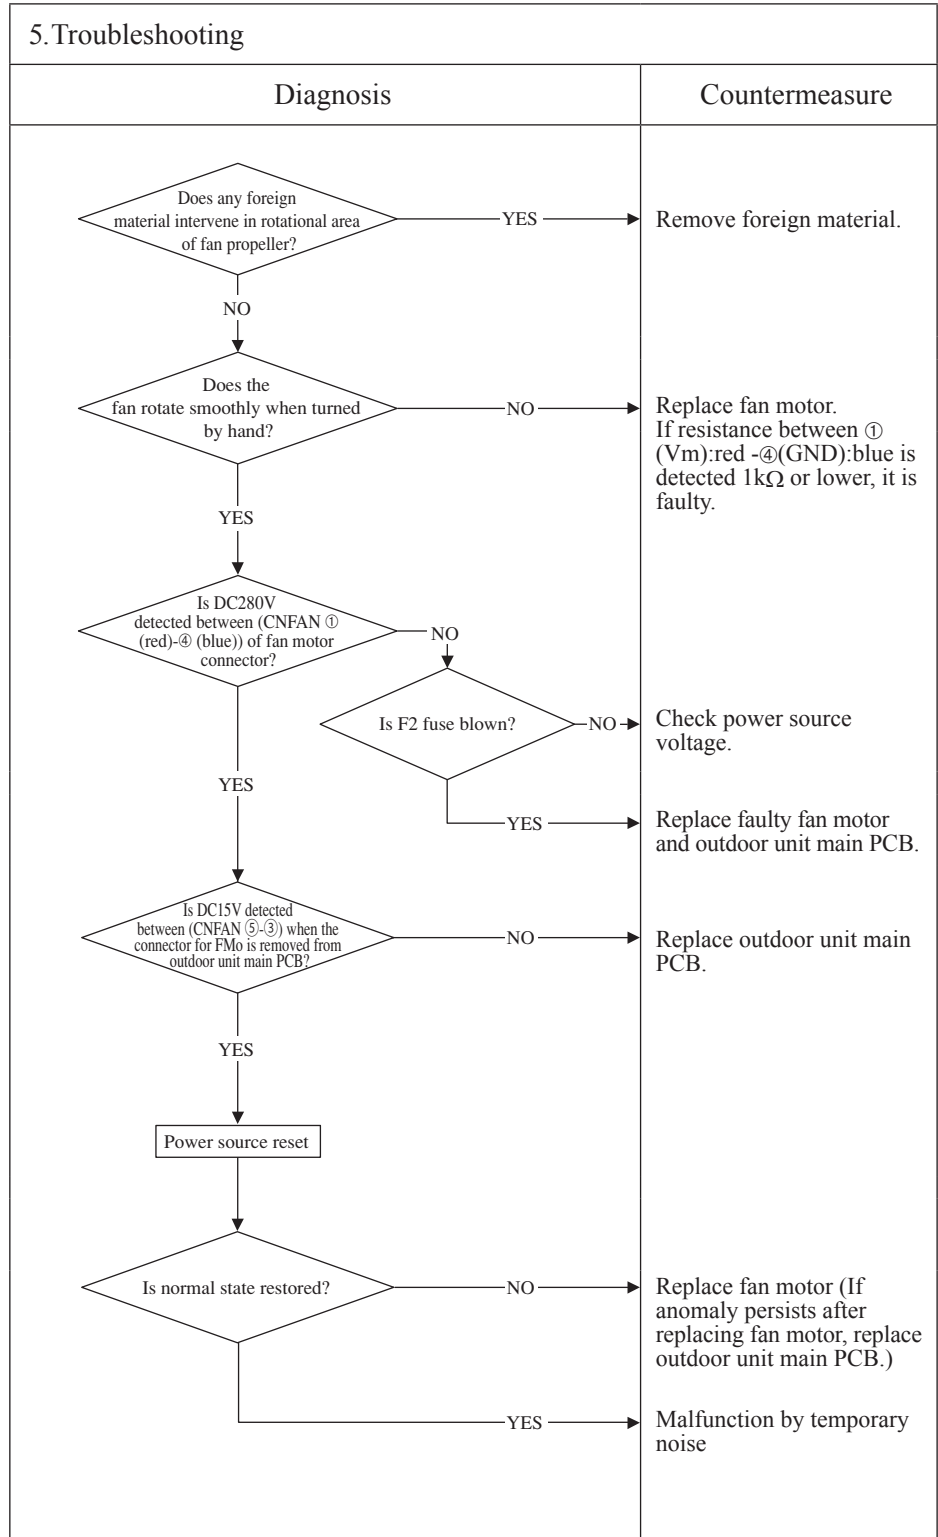 5.Troubleshooting
Diagnosis
Countermeasure
Does any foreign
material intervene in rotational area
of fan propeller?
YES
Remove foreign material.
NO
Does the
fan rotate smoothly when turned
by hand?
NO
Replace fan motor.
If resistance between ①
(Vm):red -④(GND):blue is
detected 1kΩ or lower, it is
faulty.
YES
Is DC280V
detected between (CNFAN ①
(red)-④ (blue)) of fan motor
connector?
NO
Is F2 fuse blown?
NO
Check power source
voltage.
YES
YES
Replace faulty fan motor
and outdoor unit main PCB.
Is DC15V detected
between (CNFAN ⑤-③) when the
connector for FMo is removed from
outdoor unit main PCB?
NO
Replace outdoor unit main
PCB.
YES
Power source reset
Is normal state restored?
NO
Replace fan motor (If
anomaly persists after
replacing fan motor, replace
outdoor unit main PCB.)
YES
Malfunction by temporary
noise